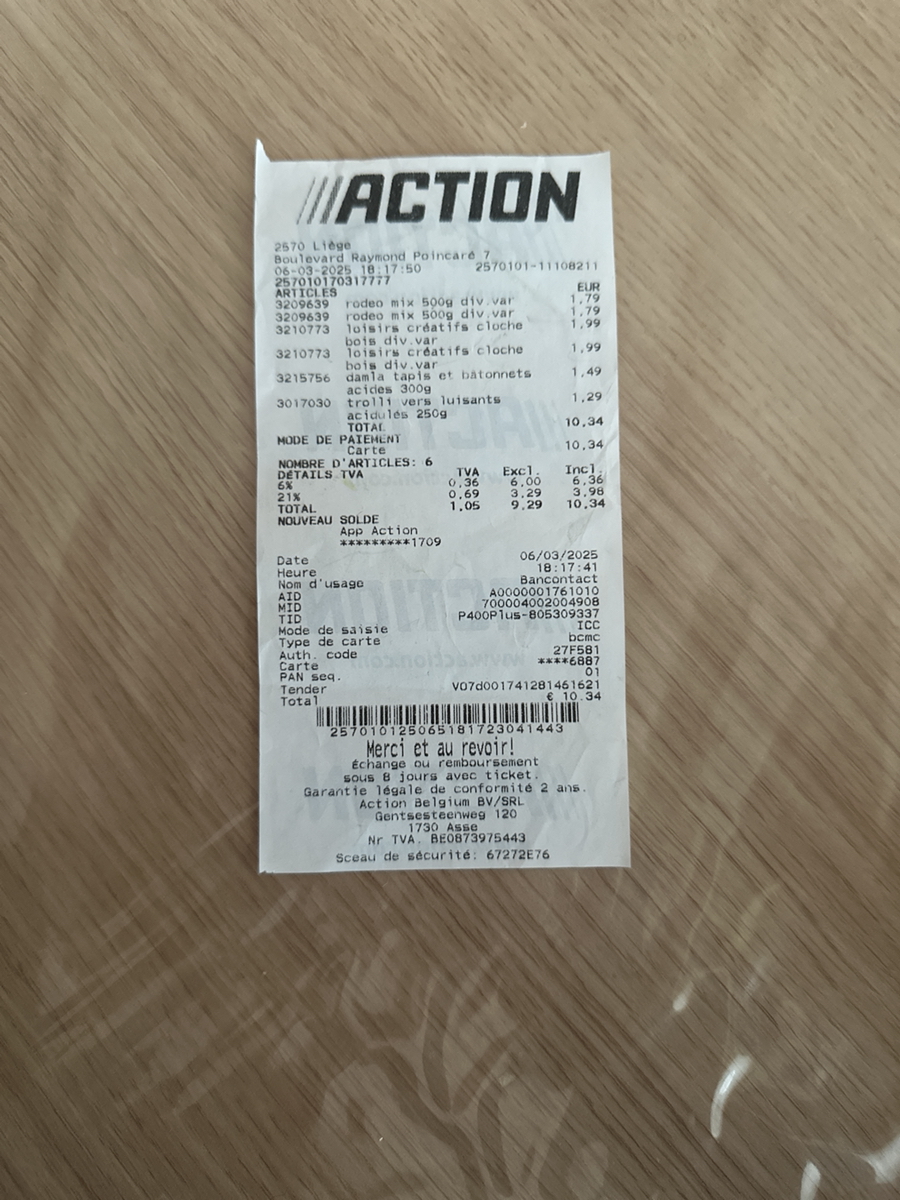 ///ACTION
2570 Liège
Boulevard Raymond Poincaré 7
06-03-2025 18:17:50 2570101-11108211
257010170317777
ARTICLES EUR
3209639 rodeo mix 500g div.var 1,79
3209639 rodeo mix 500g div.var 1,79
3210773 loisirs créatifs cloche 1,99
bois div.var
3210773 loisirs créatifs cloche 1,99
bois div.var
3215756 damla tapis et bâtonnets 1,49
acides 300g
3017030 trolli vers luisants 1,29
acidulés 250g
TOTAL 10,34
MODE DE PAIEMENT
Carte 10,34
NOMBRE D'ARTICLES: 6
DÉTAILS TVA TVA Excl. Incl.
6% 0,36 6,00 6,36
21% 0,69 3,29 3,98
TOTAL 1,05 9,29 10,34
NOUVEAU SOLDE
App Action
*********1709
Date 06/03/2025
Heure 18:17:41
Nom d'usage Bancontact
AID A0000001761010
MID 700004002004908
TID P400Plus-805309337
Mode de saisie ICC
Type de carte bcmc
Auth. code 27F581
Carte ****6887
PAN seq. 01
Tender V07d001741281461621
Total € 10.34
257010125065181723041443
Merci et au revoir!
Échange ou remboursement
sous 8 jours avec ticket.
Garantie légale de conformité 2 ans.
Action Belgium BV/SRL
Gentsesteenweg 120
1730 Asse
Nr TVA. BE0873975443
Sceau de sécurité: 67272E76